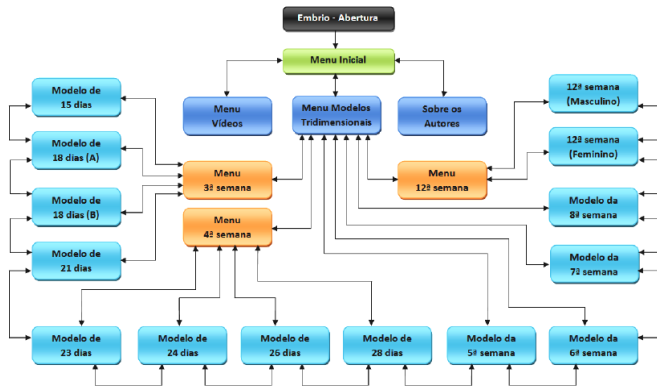 Embrio - Abertura
Menu Inicial
Menu
Vídeos
Menu Modelos
Tridimensionais
Sobre os
Autores
Modelo de
15 dias
Modelo de
18 dias (A)
Modelo de
18 dias (B)
Modelo de
21 dias
Menu
3ª semana
Menu
4ª semana
Menu
12ª semana
12ª semana
(Masculino)
12ª semana
(Feminino)
Modelo da
8ª semana
Modelo da
7ª semana
Modelo de
23 dias
Modelo de
24 dias
Modelo de
26 dias
Modelo de
28 dias
Modelo da
5ª semana
Modelo da
6ª semana